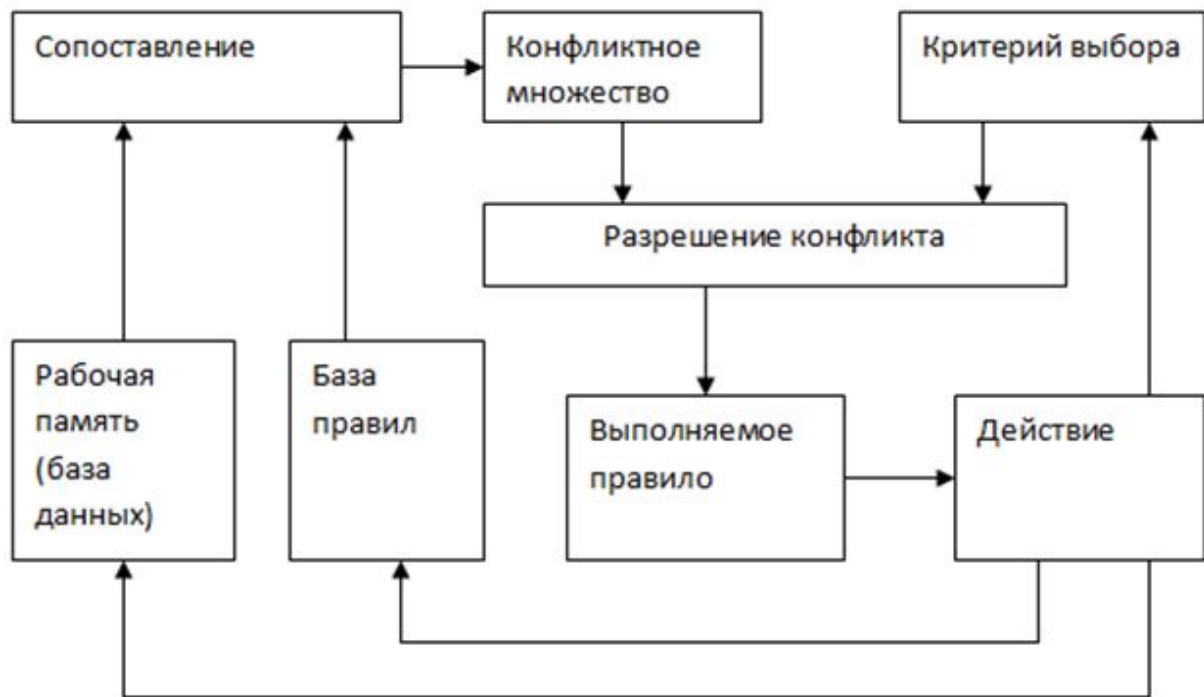 Сопоставление
Конфликтное
множество
Критерий выбора
Разрешение конфликта
Рабочая
память
(база
данных)
База
правил
Выполняемое
правило
Действие